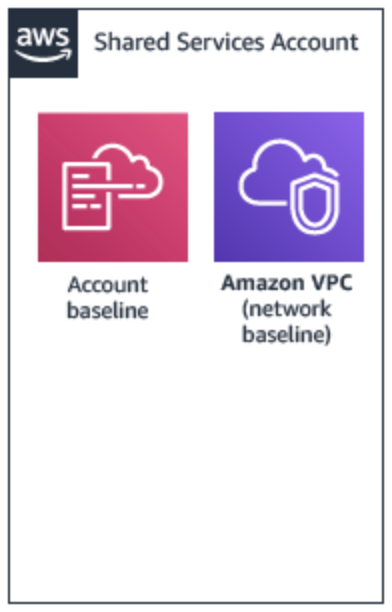 aws
Shared Services Account
Account
baseline
Amazon VPC
(network
baseline)